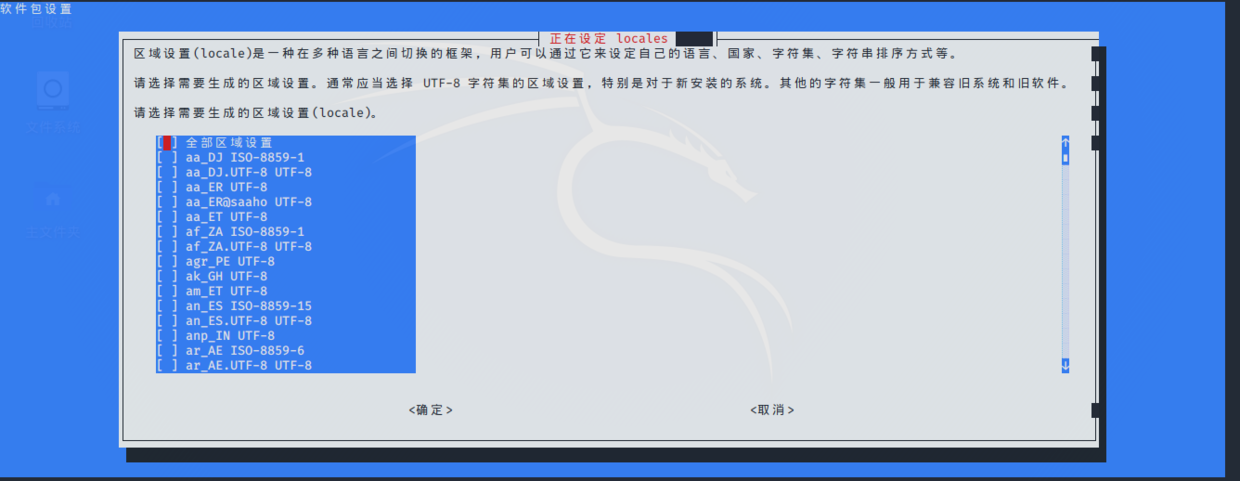 软件包设置
正在设定 locales
区域设置(locale)是一种在多种语言之间切换的框架，用户可以通过它来设定自己的语言、国家、字符集、字符串排序方式等。
请选择需要生成的区域设置。通常应当选择 UTF-8 字符集的区域设置，特别是对于新安装的系统。其他的字符集一般用于兼容旧系统和旧软件。
请选择需要生成的区域设置(locale)。
[ ] 全部区域设置
[ ] aa_DJ ISO-8859-1
[ ] aa_DJ.UTF-8 UTF-8
[ ] aa_ER UTF-8
[ ] aa_ER@saaho UTF-8
[ ] aa_ET UTF-8
[ ] af_ZA ISO-8859-1
[ ] af_ZA.UTF-8 UTF-8
[ ] agr_PE UTF-8
[ ] ak_GH UTF-8
[ ] am_ET UTF-8
[ ] an_ES ISO-8859-15
[ ] an_ES.UTF-8 UTF-8
[ ] anp_IN UTF-8
[ ] ar_AE ISO-8859-6
[ ] ar_AE.UTF-8 UTF-8
<确定> <取消>
文件系统
主文件夹